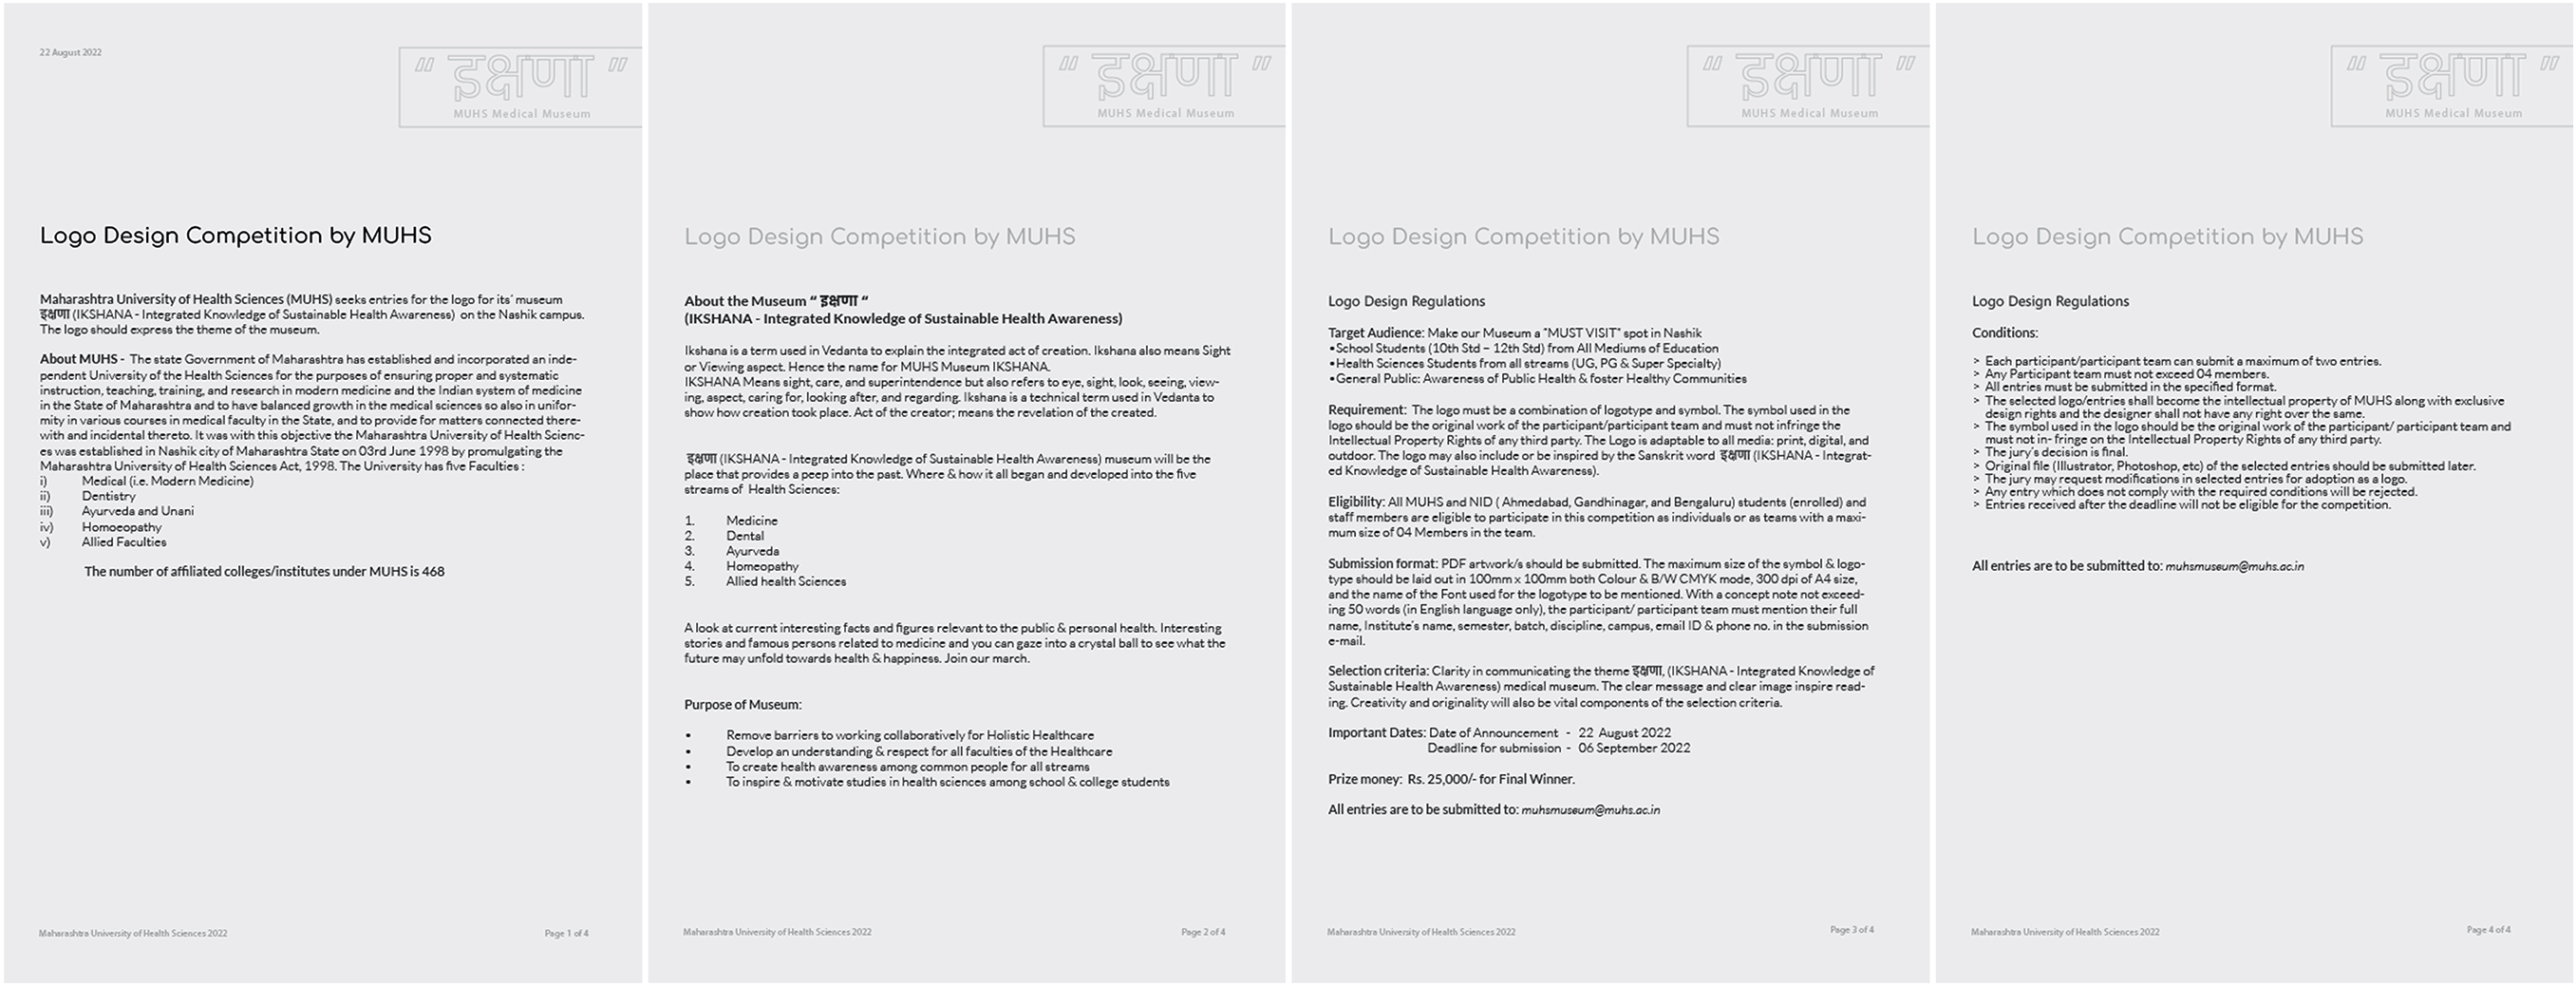 22 August 2022
“ इक्षणा ”
MUHS Medical Museum
Logo Design Competition by MUHS
Maharashtra University of Health Sciences (MUHS) seeks entries for the logo for its' museum
इक्षणा (IKSHANA - Integrated Knowledge of Sustainable Health Awareness) on the Nashik campus.
The logo should express the theme of the museum.
About MUHS - The state Government of Maharashtra has established and incorporated an inde-
pendent University of the Health Sciences for the purposes of ensuring proper and systematic
instruction, teaching, training, and research in modern medicine and the Indian system of medicine
in the State of Maharashtra and to have balanced growth in the medical sciences so also in unifor-
mity in various courses in medical faculty in the State, and to provide for matters connected there-
with and incidental thereto. It was with this objective the Maharashtra University of Health Scienc-
es was established in Nashik city of Maharashtra State on 03rd June 1998 by promulgating the
Maharashtra University of Health Sciences Act, 1998. The University has five Faculties :
i) Medical (i.e. Modern Medicine)
ii) Dentistry
iii) Ayurveda and Unani
iv) Homoeopathy
v) Allied Faculties
The number of affiliated colleges/institutes under MUHS is 468
Maharashtra University of Health Sciences 2022
Page 1 of 4
“ इक्षणा ”
MUHS Medical Museum
Logo Design Competition by MUHS
About the Museum “ इक्षणा “
(IKSHANA - Integrated Knowledge of Sustainable Health Awareness)
Ikshana is a term used in Vedanta to explain the integrated act of creation. Ikshana also means Sight
or Viewing aspect. Hence the name for MUHS Museum IKSHANA.
IKSHANA Means sight, care, and superintendence but also refers to eye, sight, look, seeing, view-
ing, aspect, caring for, looking after, and regarding. Ikshana is a technical term used in Vedanta to
show how creation took place. Act of the creator; means the revelation of the created.
इक्षणा (IKSHANA - Integrated Knowledge of Sustainable Health Awareness) museum will be the
place that provides a peep into the past. Where & how it all began and developed into the five
streams of Health Sciences:
1. Medicine
2. Dental
3. Ayurveda
4. Homeopathy
5. Allied health Sciences
A look at current interesting facts and figures relevant to the public & personal health. Interesting
stories and famous persons related to medicine and you can gaze into a crystal ball to see what the
future may unfold towards health & happiness. Join our march.
Purpose of Museum:
• Remove barriers to working collaboratively for Holistic Healthcare
• Develop an understanding & respect for all faculties of the Healthcare
• To create health awareness among common people for all streams
• To inspire & motivate studies in health sciences among school & college students
Maharashtra University of Health Sciences 2022
Page 2 of 4
“ इक्षणा ”
MUHS Medical Museum
Logo Design Competition by MUHS
Logo Design Regulations
Target Audience: Make our Museum a “MUST VISIT” spot in Nashik
•School Students (10th Std – 12th Std) from All Mediums of Education
•Health Sciences Students from all streams (UG, PG & Super Specialty)
•General Public: Awareness of Public Health & foster Healthy Communities
Requirement: The logo must be a combination of logotype and symbol. The symbol used in the
logo should be the original work of the participant/participant team and must not infringe the
Intellectual Property Rights of any third party. The Logo is adaptable to all media: print, digital, and
outdoor. The logo may also include or be inspired by the Sanskrit word इक्षणा (IKSHANA - Integrat-
ed Knowledge of Sustainable Health Awareness).
Eligibility: All MUHS and NID ( Ahmedabad, Gandhinagar, and Bengaluru) students (enrolled) and
staff members are eligible to participate in this competition as individuals or as teams with a maxi-
mum size of 04 Members in the team.
Submission format: PDF artwork/s should be submitted. The maximum size of the symbol & logo-
type should be laid out in 100mm x 100mm both Colour & B/W CMYK mode, 300 dpi of A4 size,
and the name of the Font used for the logotype to be mentioned. With a concept note not exceed-
ing 50 words (in English language only), the participant/ participant team must mention their full
name, Institute's name, semester, batch, discipline, campus, email ID & phone no. in the submission
e-mail.
Selection criteria: Clarity in communicating the theme इक्षणा, (IKSHANA - Integrated Knowledge of
Sustainable Health Awareness) medical museum. The clear message and clear image inspire read-
ing. Creativity and originality will also be vital components of the selection criteria.
Important Dates: Date of Announcement - 22 August 2022
Deadline for submission - 06 September 2022
Prize money: Rs. 25,000/- for Final Winner.
All entries are to be submitted to: muhsmuseum@muhs.ac.in
Maharashtra University of Health Sciences 2022
Page 3 of 4
“ इक्षणा ”
MUHS Medical Museum
Logo Design Competition by MUHS
Logo Design Regulations
Conditions:
> Each participant/participant team can submit a maximum of two entries.
> Any Participant team must not exceed 04 members.
> All entries must be submitted in the specified format.
> The selected logo/entries shall become the intellectual property of MUHS along with exclusive
design rights and the designer shall not have any right over the same.
> The symbol used in the logo should be the original work of the participant/ participant team and
must not in- fringe on the Intellectual Property Rights of any third party.
> The jury's decision is final.
> Original file (Illustrator, Photoshop, etc) of the selected entries should be submitted later.
> The jury may request modifications in selected entries for adoption as a logo.
> Any entry which does not comply with the required conditions will be rejected.
> Entries received after the deadline will not be eligible for the competition.
All entries are to be submitted to: muhsmuseum@muhs.ac.in
Maharashtra University of Health Sciences 2022
Page 4 of 4